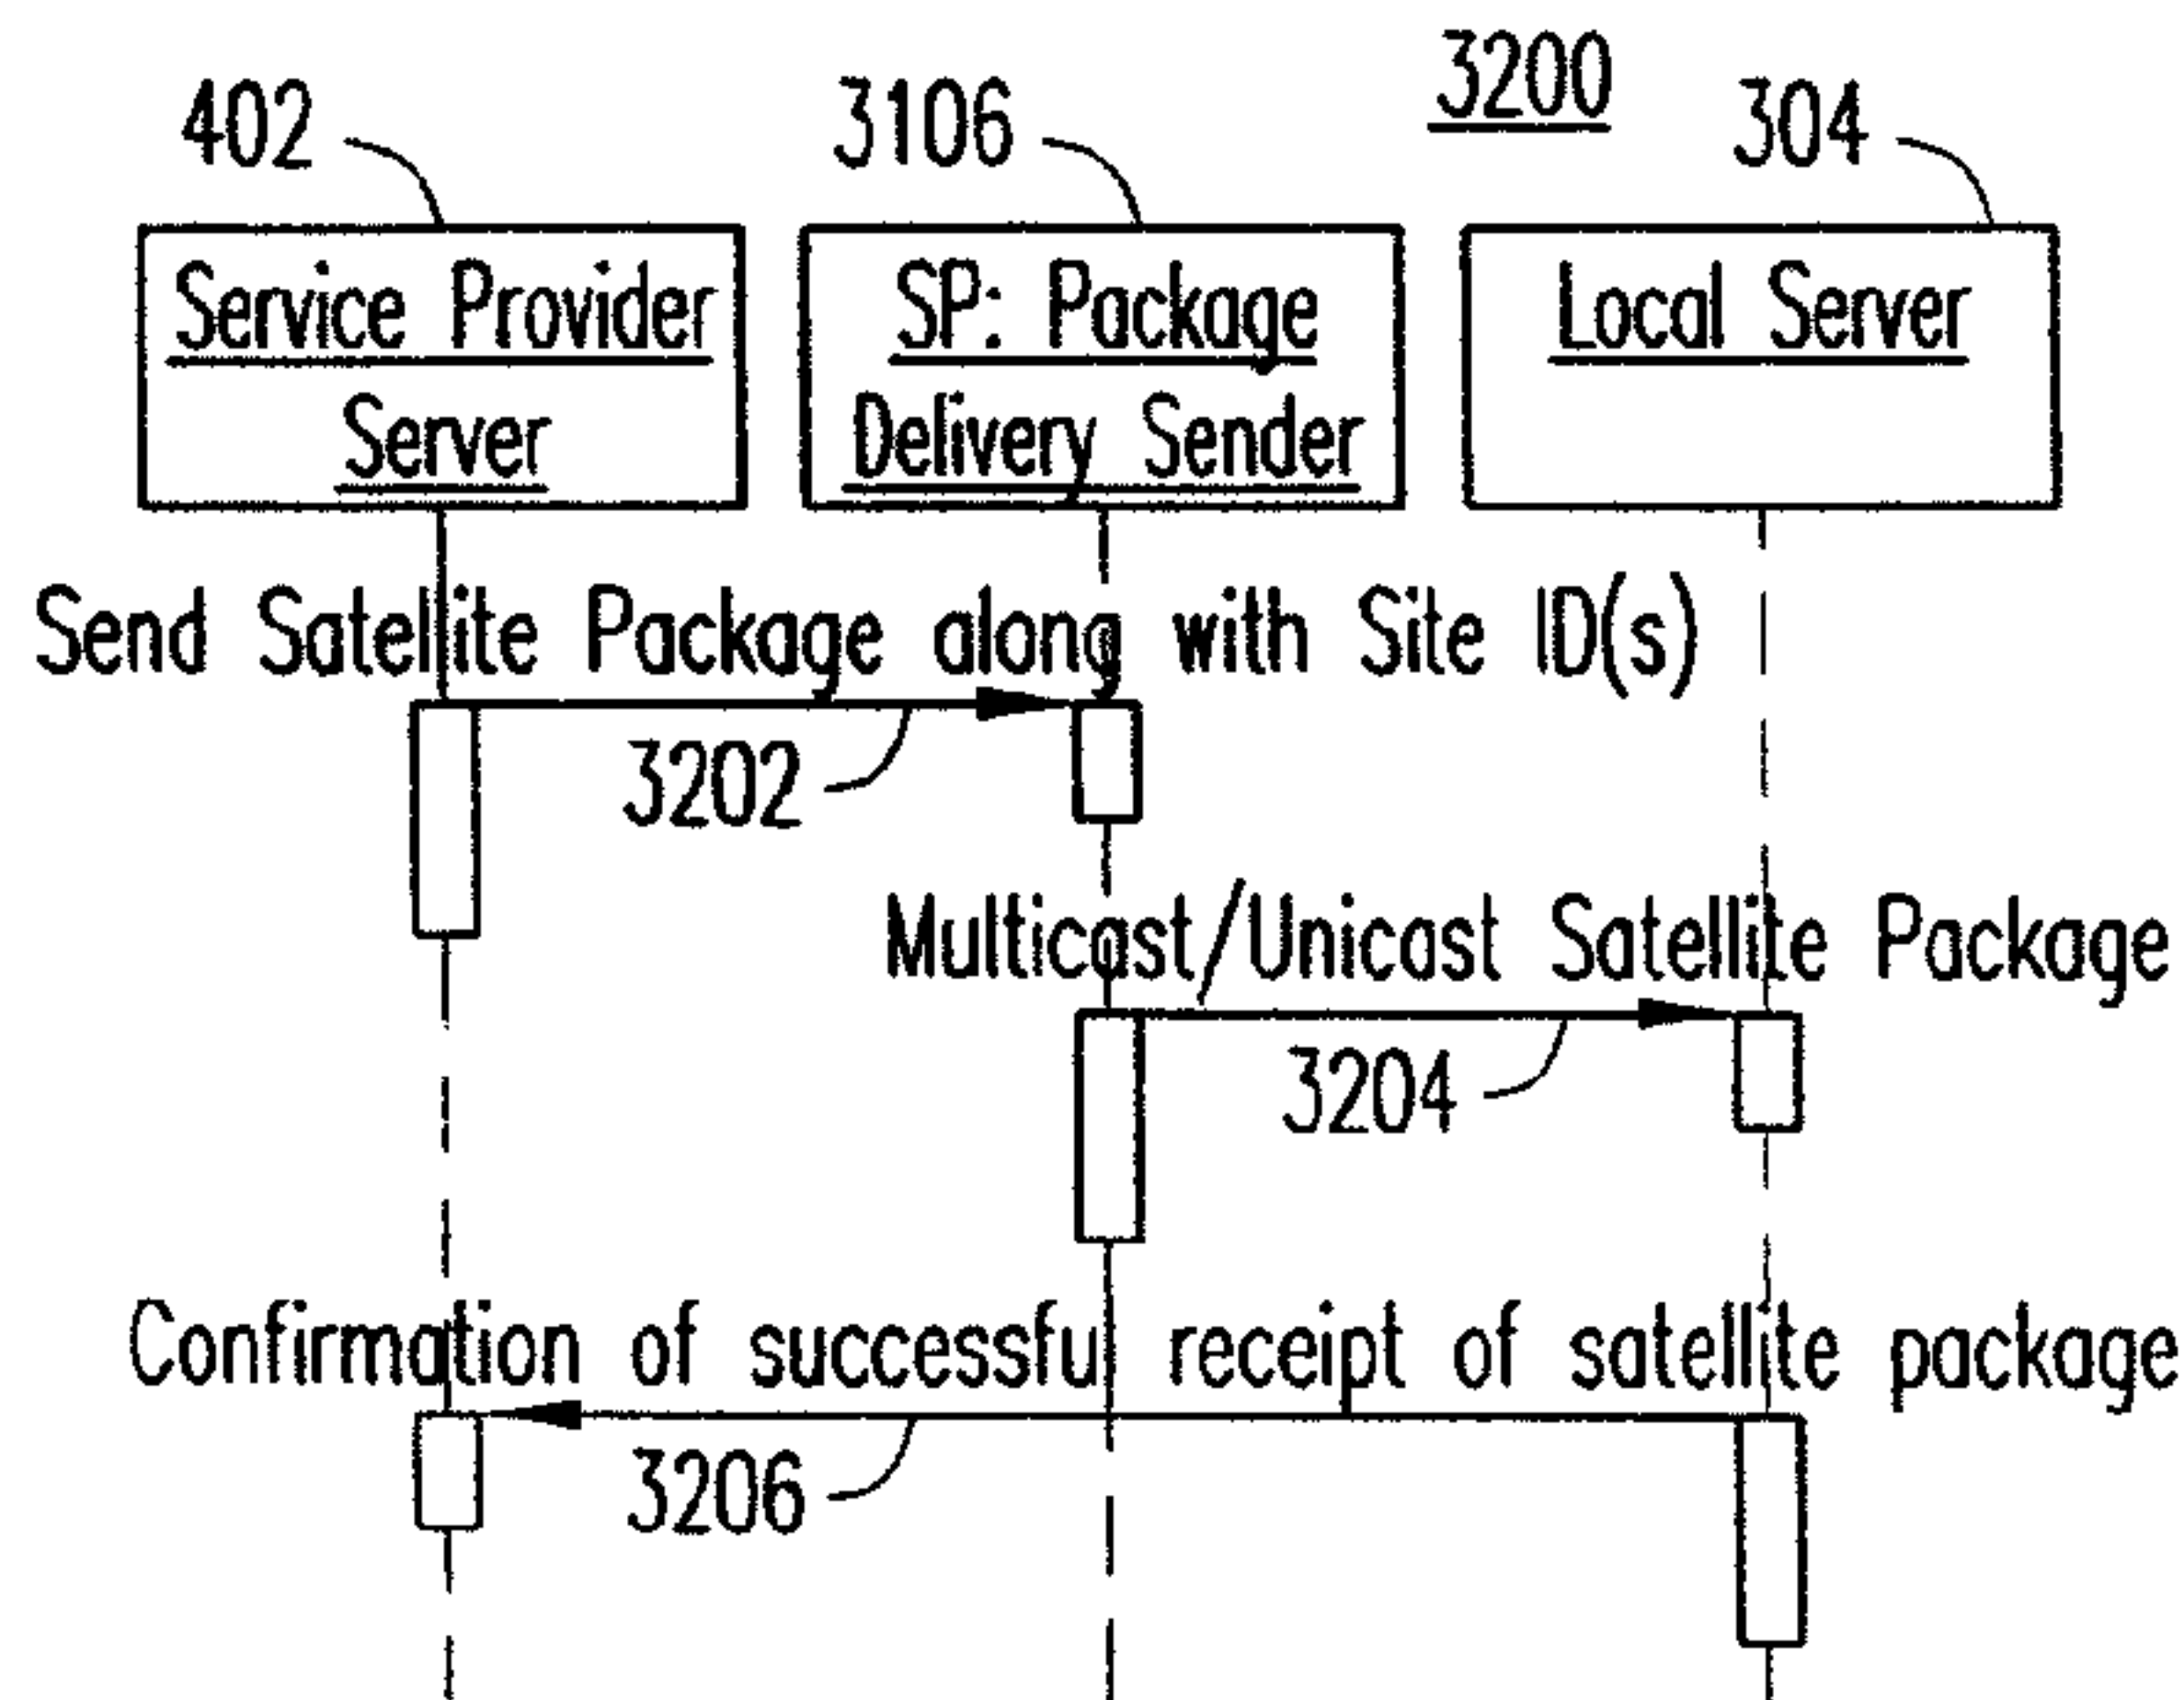 3200
402
3106
304
Service Provider
Server
SP: Package
Delivery Sender
Local Server
Send Satellite Package along with Site ID(s)
3202
Multicast/Unicast Satellite Package
3204
Confirmation of successful receipt of satellite package
3206